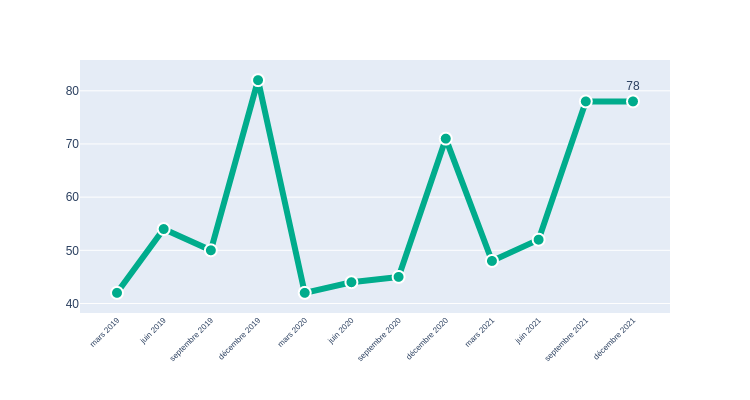 78
80
70
60
50
40
mars 2019
juin 2019
septembre 2019
décembre 2019
mars 2020
juin 2020
septembre 2020
décembre 2020
mars 2021
juin 2021
septembre 2021
décembre 2021